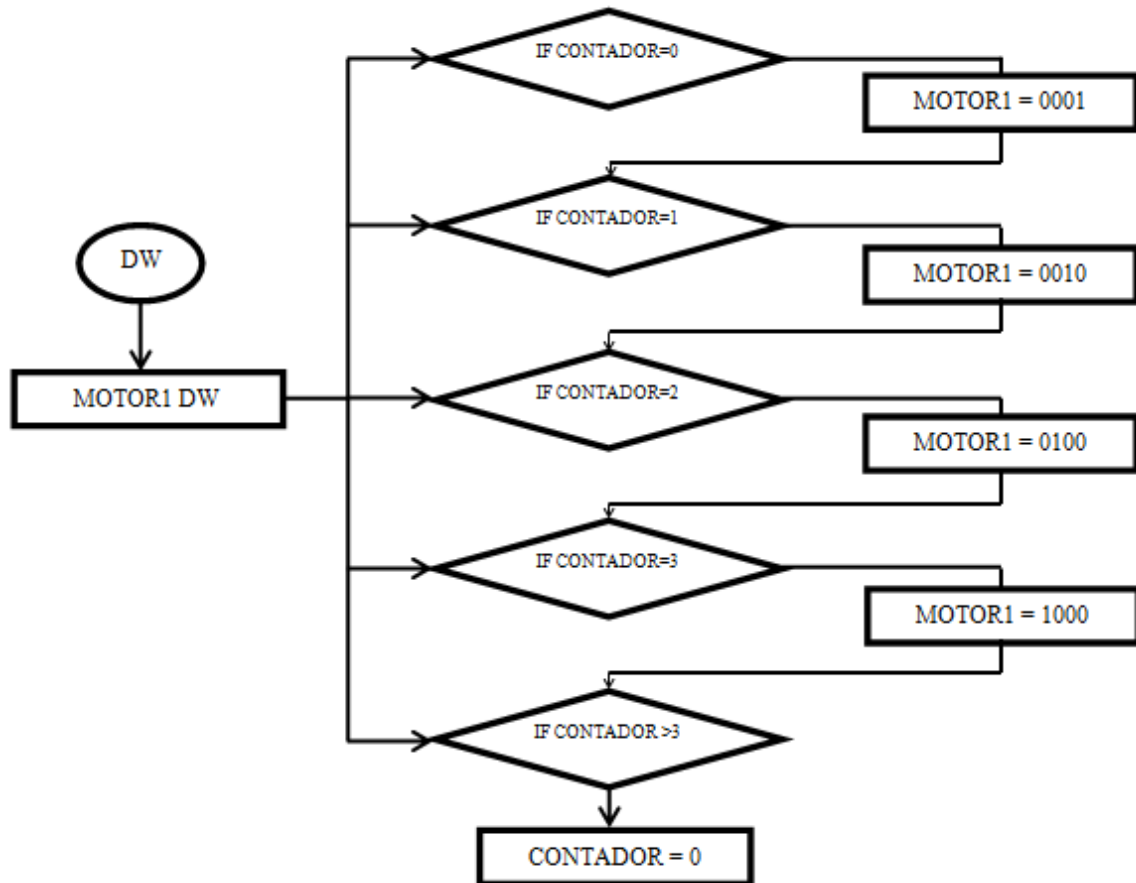 IF CONTADOR=0
MOTOR1 = 0001
IF CONTADOR=1
DW
MOTOR1 = 0010
MOTOR1 DW
IF CONTADOR=2
MOTOR1 = 0100
IF CONTADOR=3
MOTOR1 = 1000
IF CONTADOR >3
CONTADOR = 0